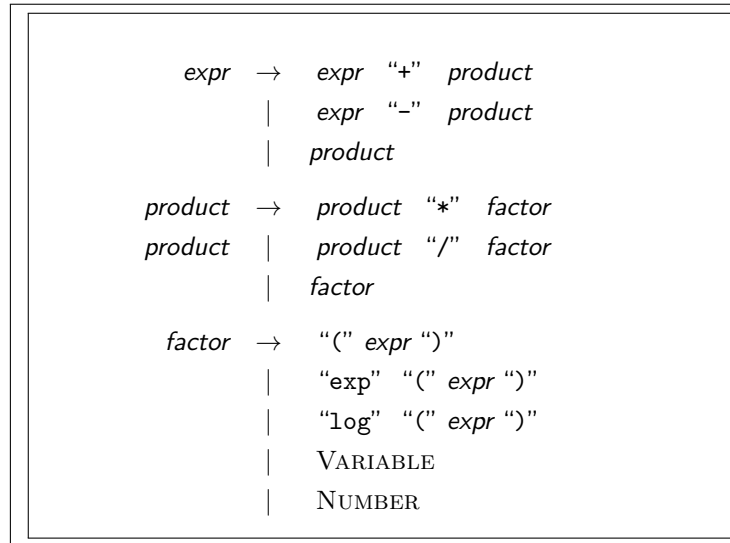 expr → expr “+” product
| expr “-” product
| product
product → product “*” factor
product | product “/” factor
| factor
factor → “(” expr “)”
| “exp” “(” expr “)”
| “log” “(” expr “)”
| VARIABLE
| NUMBER